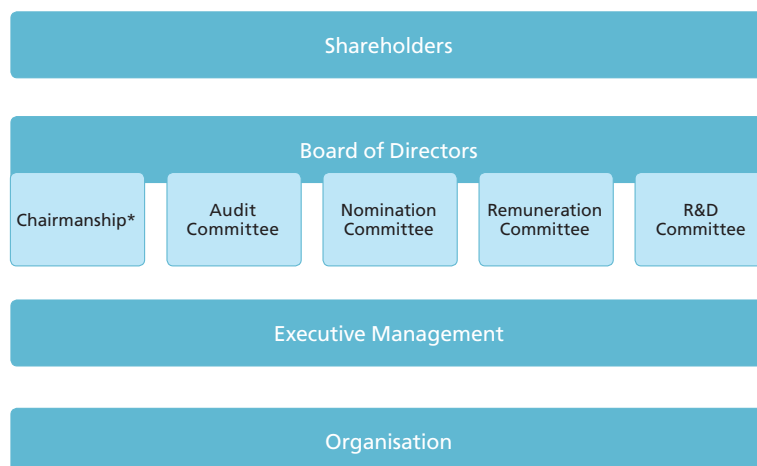 Shareholders
Board of Directors
Chairmanship*
Audit
Committee
Nomination
Committee
Remuneration
Committee
R&D
Committee
Executive Management
Organisation